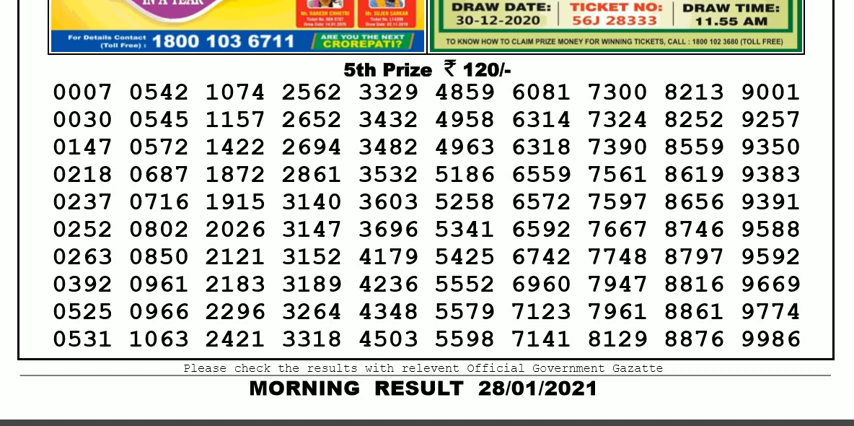 IN A YEAR
For Details Contact
(Toll Free) : 1800 103 6711
ARE YOU THE NEXT
CROREPATI?
DRAW DATE: TICKET NO: DRAW TIME:
30-12-2020 56J 28333 11.55 AM
TO KNOW HOW TO CLAIM PRIZE MONEY FOR WINNING TICKETS, CALL : 1800 102 3680 (TOLL FREE)
5th Prize ₹ 120/-
0007 0542 1074 2562 3329 4859 6081 7300 8213 9001
0030 0545 1157 2652 3432 4958 6314 7324 8252 9257
0147 0572 1422 2694 3482 4963 6318 7390 8559 9350
0218 0687 1872 2861 3532 5186 6559 7561 8619 9383
0237 0716 1915 3140 3603 5258 6572 7597 8656 9391
0252 0802 2026 3147 3696 5341 6592 7667 8746 9588
0263 0850 2121 3152 4179 5425 6742 7748 8797 9592
0392 0961 2183 3189 4236 5552 6960 7947 8816 9669
0525 0966 2296 3264 4348 5579 7123 7961 8861 9774
0531 1063 2421 3318 4503 5598 7141 8129 8876 9986
Please check the results with relevent Official Government Gazatte
MORNING RESULT 28/01/2021